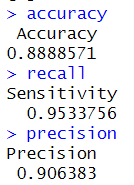 > accuracy
Accuracy
0.8888571
> recall
Sensitivity
0.9533756
> precision
Precision
0.906383